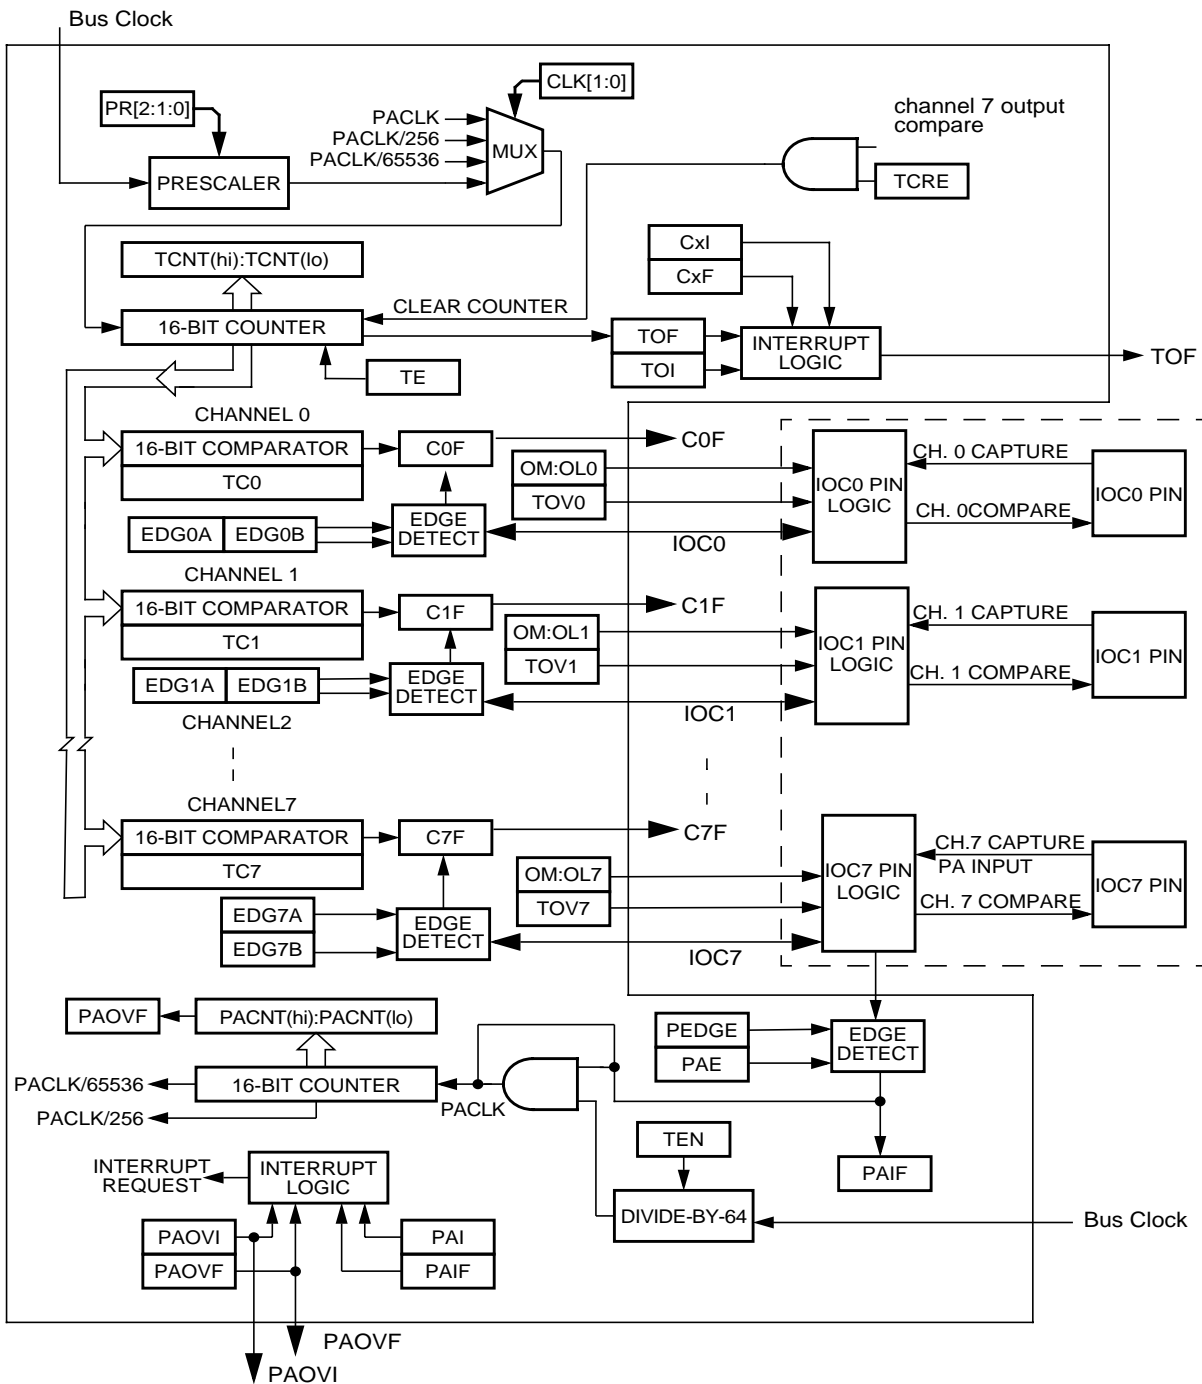 Bus Clock
PR[2:1:0]
CLK[1:0]
PACLK
PACLK/256
PACLK/65536
MUX
PRESCALER
channel 7 output
compare
TCRE
TCNT(hi):TCNT(lo)
CxI
CxF
CLEAR COUNTER
16-BIT COUNTER
TOF
TOI
INTERRUPT
LOGIC
TOF
TE
CHANNEL 0
16-BIT COMPARATOR
TC0
C0F
C0F
OM:OL0
TOV0
IOC0 PIN
LOGIC
CH. 0 CAPTURE
CH. 0COMPARE
IOC0 PIN
EDG0A
EDG0B
EDGE
DETECT
IOC0
CHANNEL 1
16-BIT COMPARATOR
TC1
C1F
C1F
OM:OL1
TOV1
IOC1 PIN
LOGIC
CH. 1 CAPTURE
CH. 1 COMPARE
IOC1 PIN
EDG1A
EDG1B
EDGE
DETECT
IOC1
CHANNEL2
CHANNEL7
16-BIT COMPARATOR
TC7
C7F
C7F
OM:OL7
TOV7
IOC7 PIN
LOGIC
CH.7 CAPTURE
PA INPUT
CH. 7 COMPARE
IOC7 PIN
EDG7A
EDG7B
EDGE
DETECT
IOC7
PAOVF
PACNT(hi):PACNT(lo)
PEDGE
PAE
EDGE
DETECT
PACLK/65536
16-BIT COUNTER
PACLK
PACLK/256
TEN
PAIF
INTERRUPT
REQUEST
INTERRUPT
LOGIC
DIVIDE-BY-64
Bus Clock
PAOVI
PAOVF
PAI
PAIF
PAOVF
PAOVI